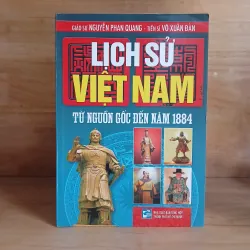 GIÁO SƯ NGUYỄN PHAN QUANG - TIẾN SĨ VÕ XUÂN ĐÀN
LỊCH SỬ
VIỆT NAM
TỪ NGUỒN GỐC ĐẾN NĂM 1884